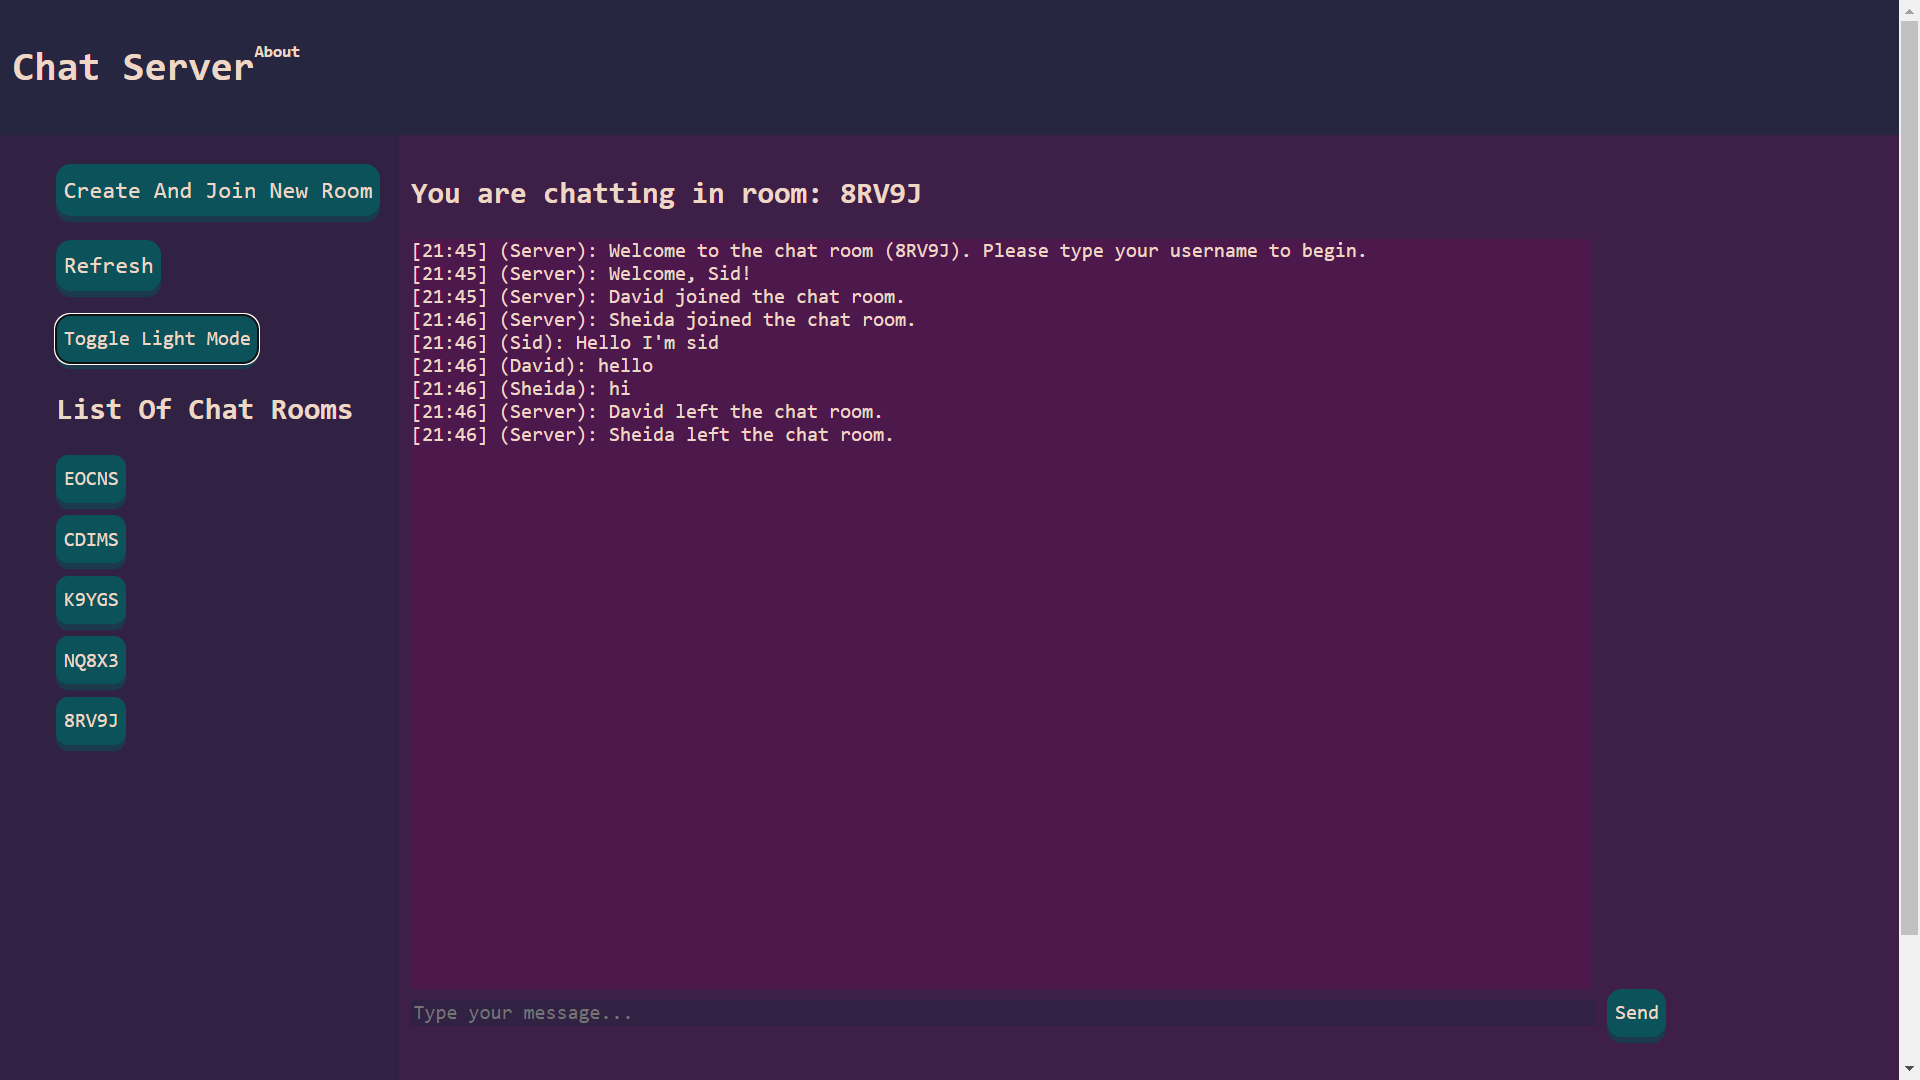 Chat Server About
Create And Join New Room
Refresh
Toggle Light Mode
List Of Chat Rooms
EOCNS
CDIMS
K9YGS
NQ8X3
8RV9J
You are chatting in room: 8RV9J
[21:45] (Server): Welcome to the chat room (8RV9J). Please type your username to begin.
[21:45] (Server): Welcome, Sid!
[21:45] (Server): David joined the chat room.
[21:46] (Server): Sheida joined the chat room.
[21:46] (Sid): Hello I'm sid
[21:46] (David): hello
[21:46] (Sheida): hi
[21:46] (Server): David left the chat room.
[21:46] (Server): Sheida left the chat room.
Type your message...
Send